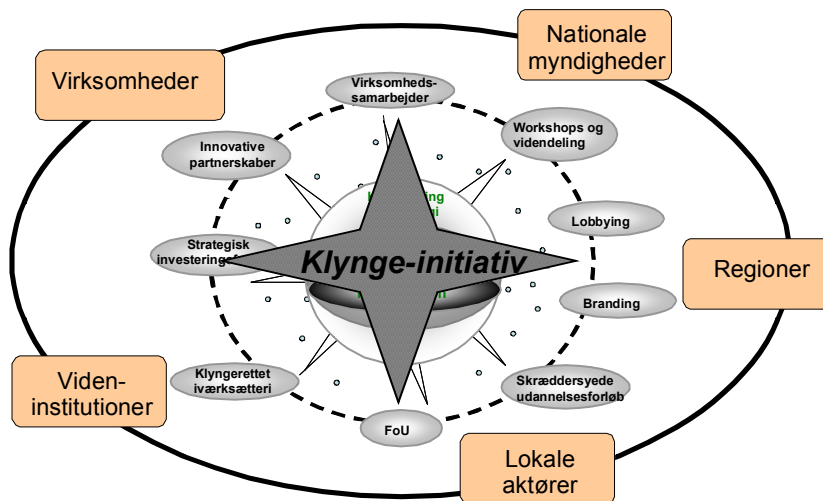 Nationale
myndigheder
Virksomheder
Virksomheds-
samarbejder
Workshops og
videndeling
Innovative
partnerskaber
Lobbying
Strategisk
Klynge-initiativ
Regioner
Branding
Klyngerettet
iværksætteri
Skræddersyede
udannelsesforløb
Viden-
institutioner
FoU
Lokale
aktører